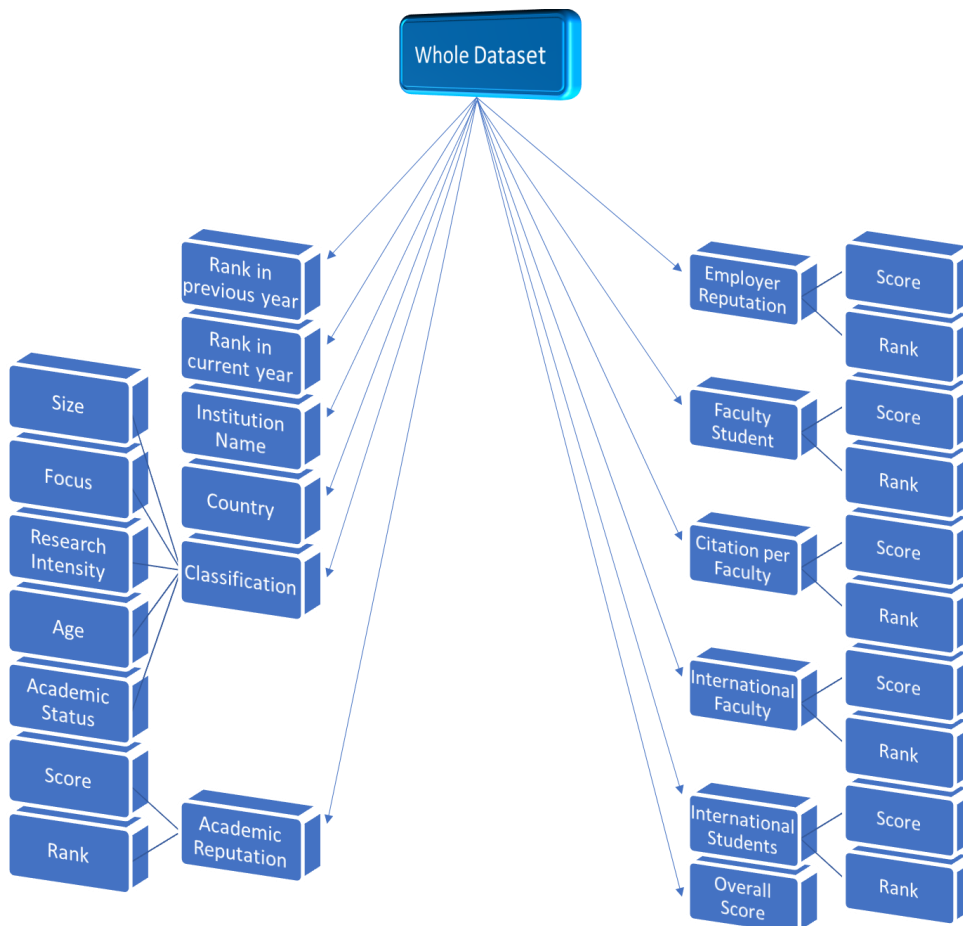 Whole Dataset
Rank in
previous year
Rank in
current year
Institution
Name
Country
Classification
Size
Focus
Research
Intensity
Age
Academic
Status
Score
Rank
Academic
Reputation
Employer
Reputation
Score
Rank
Faculty
Student
Score
Rank
Citation per
Faculty
Score
Rank
International
Faculty
Score
Rank
International
Students
Score
Rank
Overall
Score